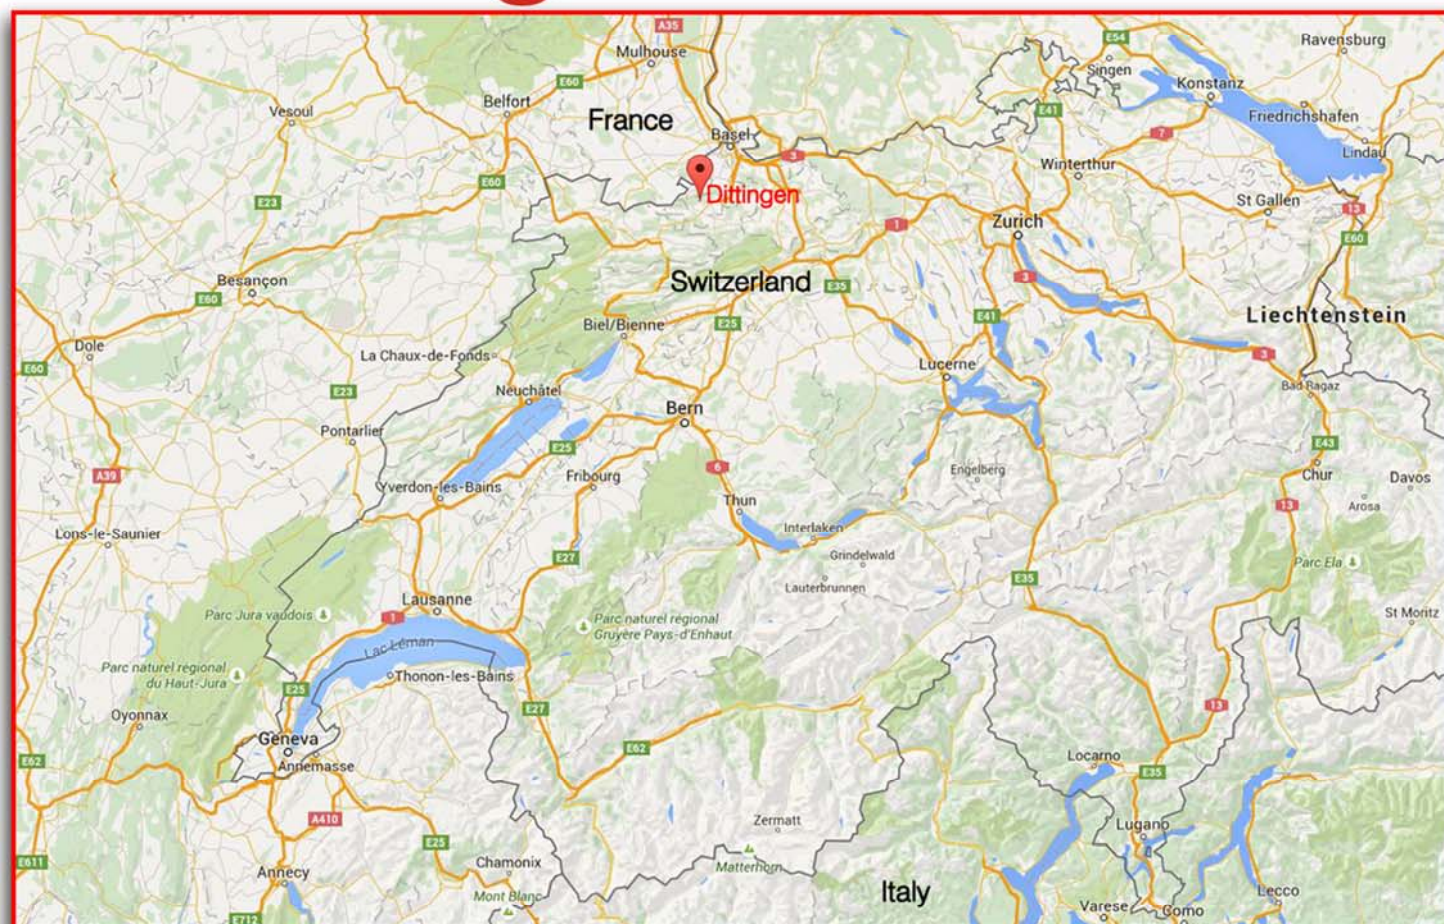 A35
E54
Ravensburg
Mulhouse
Singen
E60
Konstanz
Belfort
Vesoul
France
E41
Friedrichshafen
Basel
7
Lindau
3
Winterthur
E60
Dittingen
E23
St Gallen
13
1
Zurich
E60
Besançon
Switzerland
E35
3
E60
Liechtenstein
E41
Biel/Bienne
E25
Dole
La Chaux-de-Fonds
3
E60
Lucerne
Bad Ragaz
Neuchâtel
E23
Bern
Pontarlier
E43
E25
6
Engelberg
A39
Fribourg
Chur
Davos
Yverdon-les-Bains
Thun
13
Arosa
Interlaken
Lons-le-Saunier
Grindelwald
E27
Parc Ela
E35
Lauterbrunnen
Lausanne
Parc Jura vaudois
1
St Moritz
Parc naturel régional
Gruyère Pays-d'Enhaut
Lac Léman
Parc naturel régional
du Haut-Jura
Thonon-les-Bains
E25
E27
13
Oyonnax
Geneva
E62
Annemasse
Locarno
E62
E35
A410
Zermatt
Lugano
E25
E611
Chamonix
Matterhorn
Annecy
Italy
Lecco
Mont Blanc
Varese
Como
E712